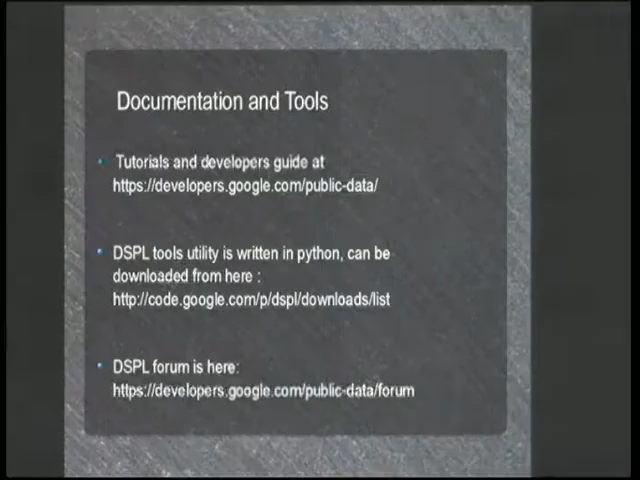 Documentation and Tools
Tutorials and developers guide at
https://developers.google.com/public-data/
DSPL tools utility is written in python, can be
downloaded from here :
http://code.google.com/p/dspl/downloads/list
DSPL forum is here:
https://developers.google.com/public-data/forum